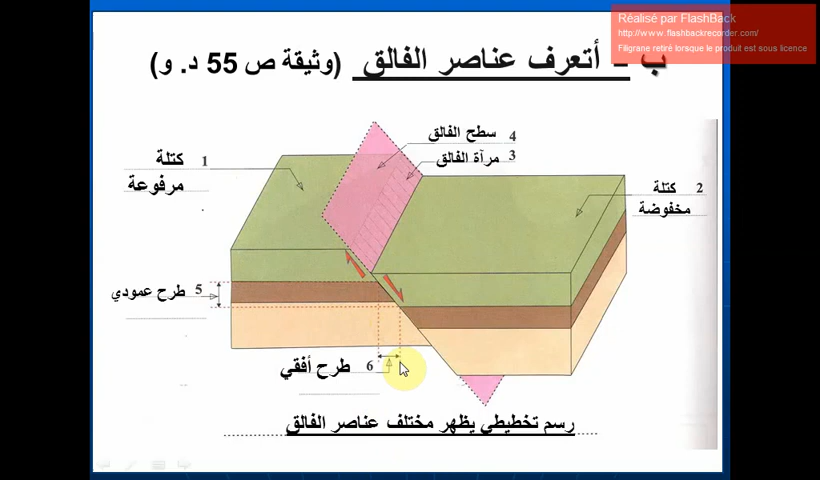 Réalisé par FlashBack
http://www.flashbackrecorder.com/
Filigrane retiré lorsque le produit est sous licence
ب – أتعرف عناصر الفالق (وثيقة ص 55 د. و)
4 سطح الفالق
3 مرآة الفالق
1 كتلة
مرفوعة
2 كتلة
مخفوضة
5 طرح عمودي
6 طرح أفقي
رسم تخطيطي يظهر مختلف عناصر الفالق